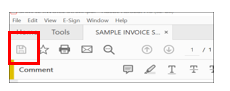 File Edit View E-Sign Window Help
Tools SAMPLE INVOICE S... ×
1 / 1
Comment T T